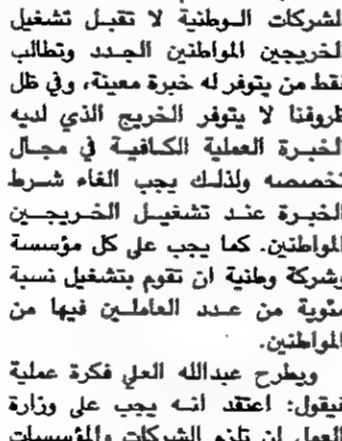 الشركات الوطنية لا تقبل تشغيل
الخريجين المواطنين الجدد وتطالب
فقط من يتوفر له خبرة معينة، وفي ظل
ظروفنا لا يتوفر الخريج الذي لديه
الخبرة العملية الكافية في مجال
تخصصه ولذلك يجب الغاء شرط
الخبرة عند تشغيل الخريجين
المواطنين. كما يجب على كل مؤسسة
وشركة وطنية ان تقوم بتشغيل نسبة
مئوية من عدد العاملين فيها من
المواطنين.
ويطرح عبدالله العلي فكرة عملية
فيقول: اعتقد انه يجب على وزارة
العمل ان تلزم الشركات والمؤسسات